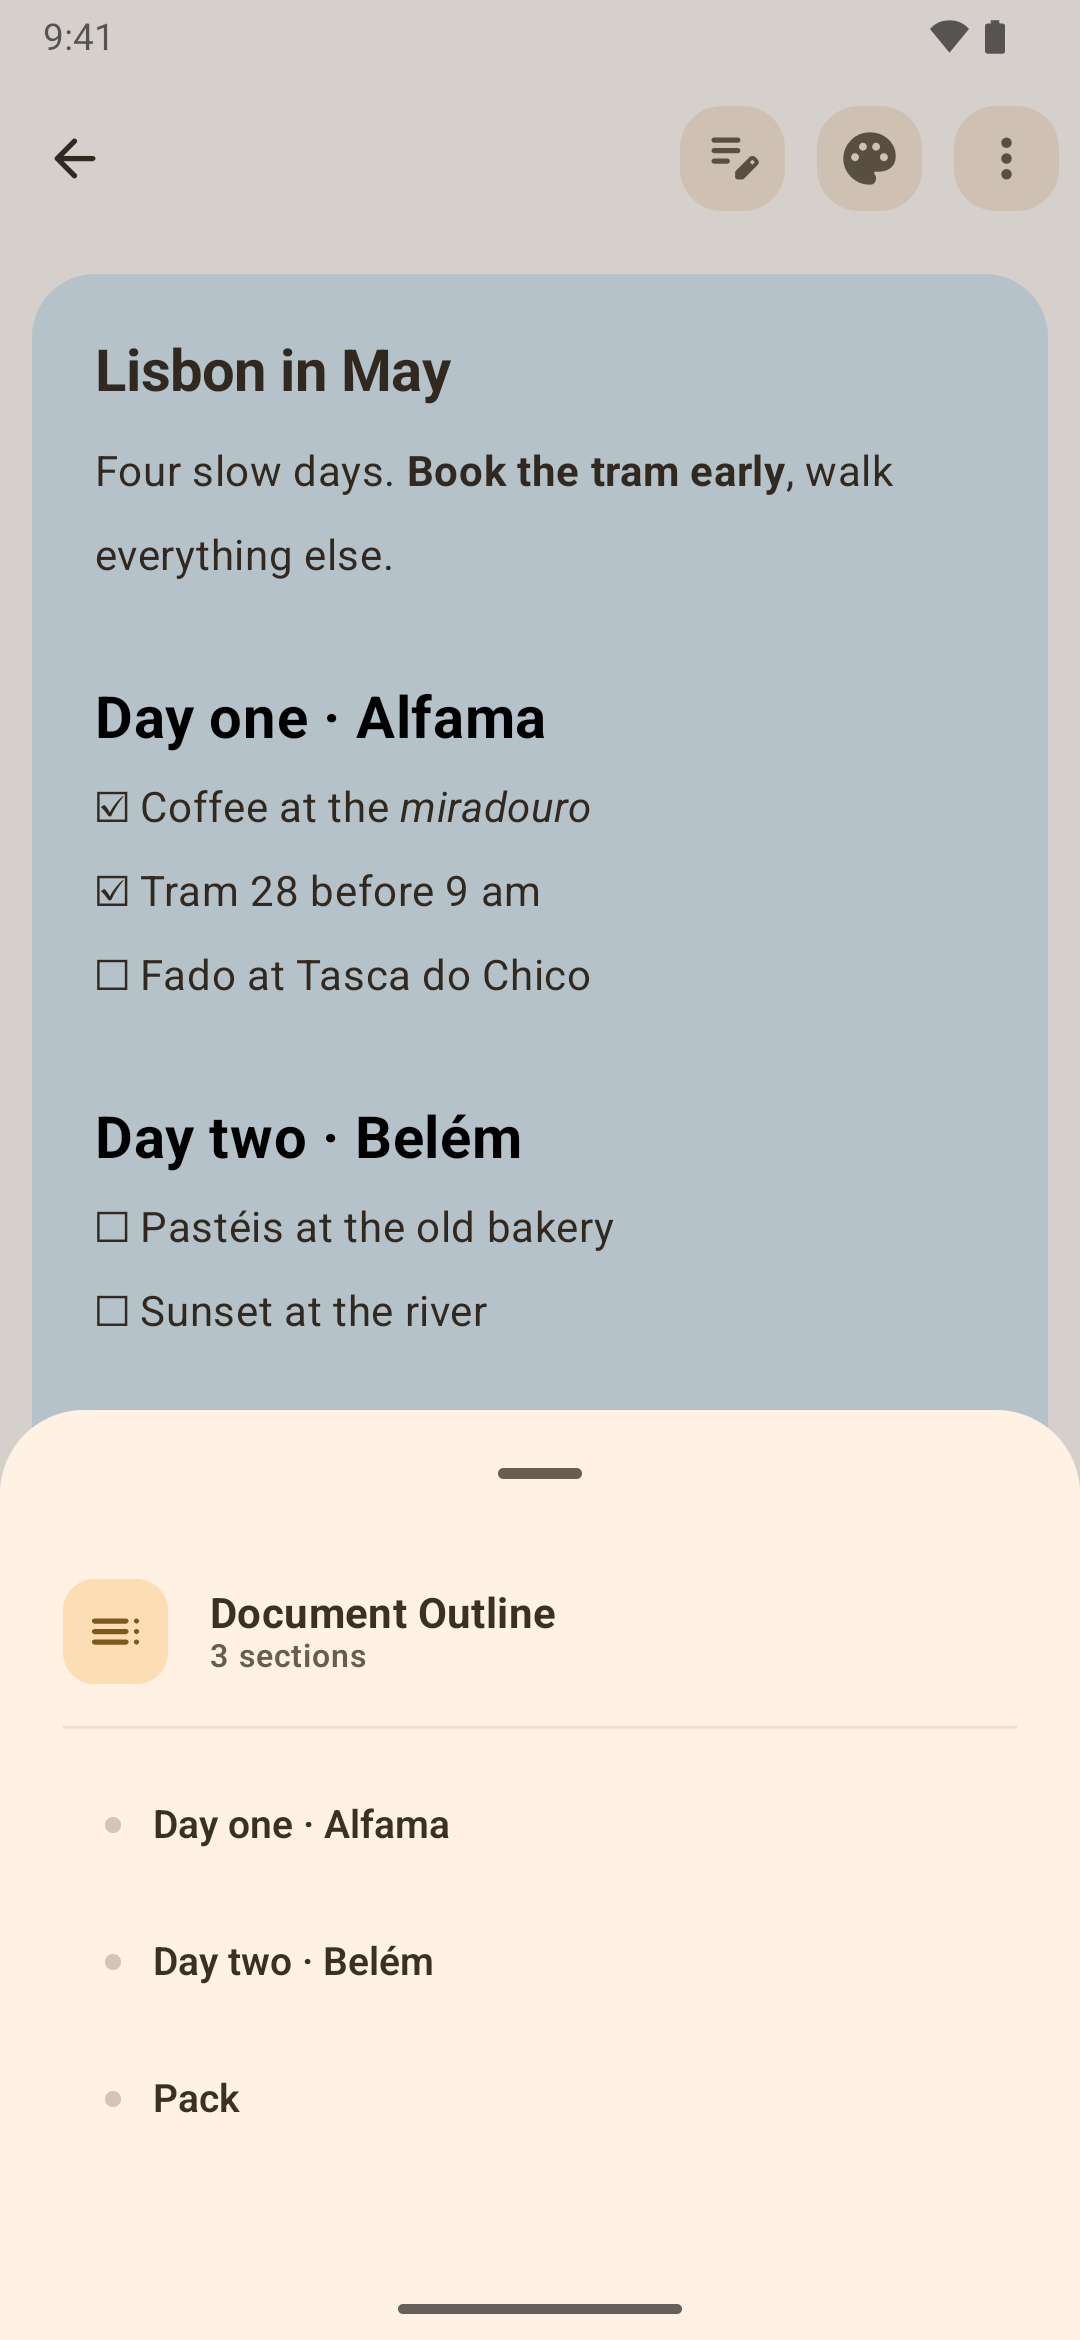 9:41
Lisbon in May
Four slow days. Book the tram early, walk
everything else.
Day one · Alfama
☑ Coffee at the miradouro
☑ Tram 28 before 9 am
☐ Fado at Tasca do Chico
Day two · Belém
☐ Pastéis at the old bakery
☐ Sunset at the river
Document Outline
3 sections
Day one · Alfama
Day two · Belém
Pack